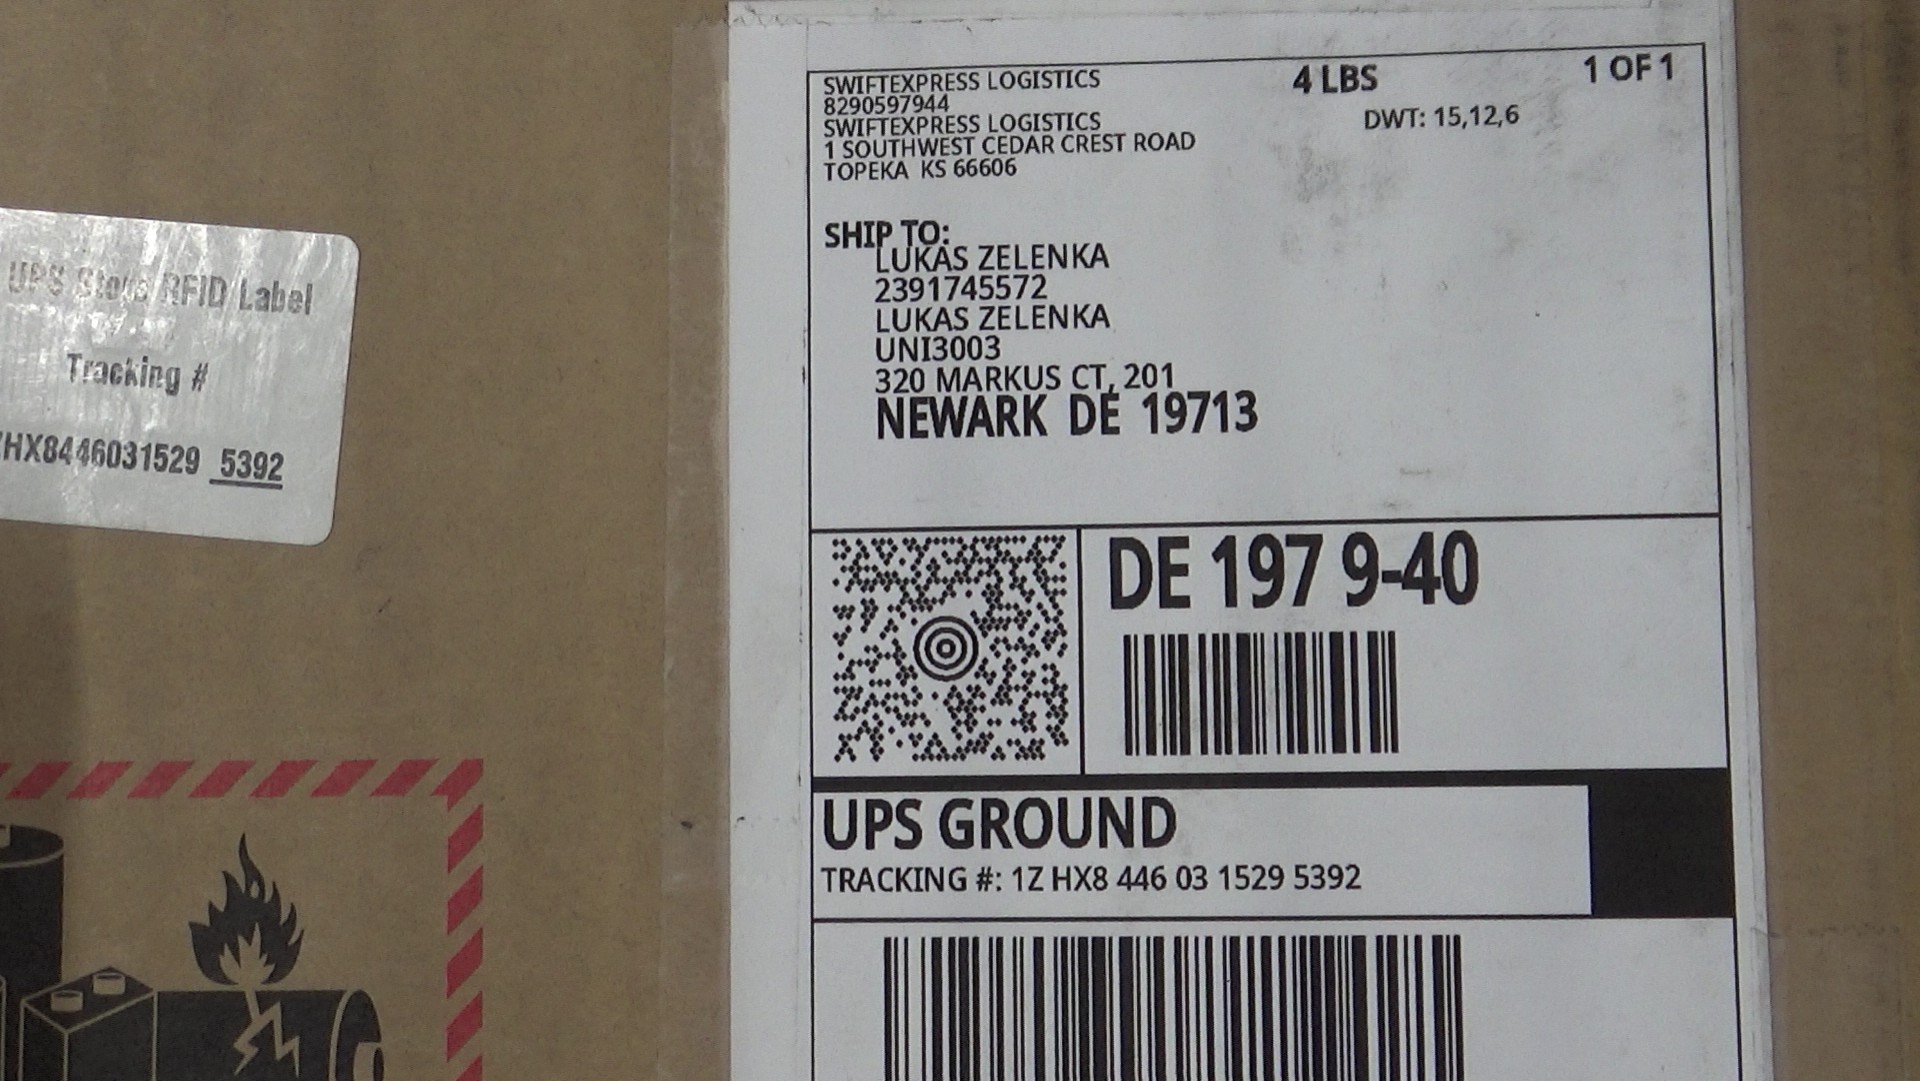 SWIFTEXPRESS LOGISTICS
8290597944
SWIFTEXPRESS LOGISTICS
1 SOUTHWEST CEDAR CREST ROAD
TOPEKA KS 66606
4 LBS
1 OF 1
DWT: 15,12,6
SHIP TO:
LUKAS ZELENKA
2391745572
LUKAS ZELENKA
UNI3003
320 MARKUS CT, 201
NEWARK DE 19713
DE 197 9-40
UPS GROUND
TRACKING #: 1Z HX8 446 03 1529 5392
UPS Store RFID Label
Tracking #
HX8446031529 5392